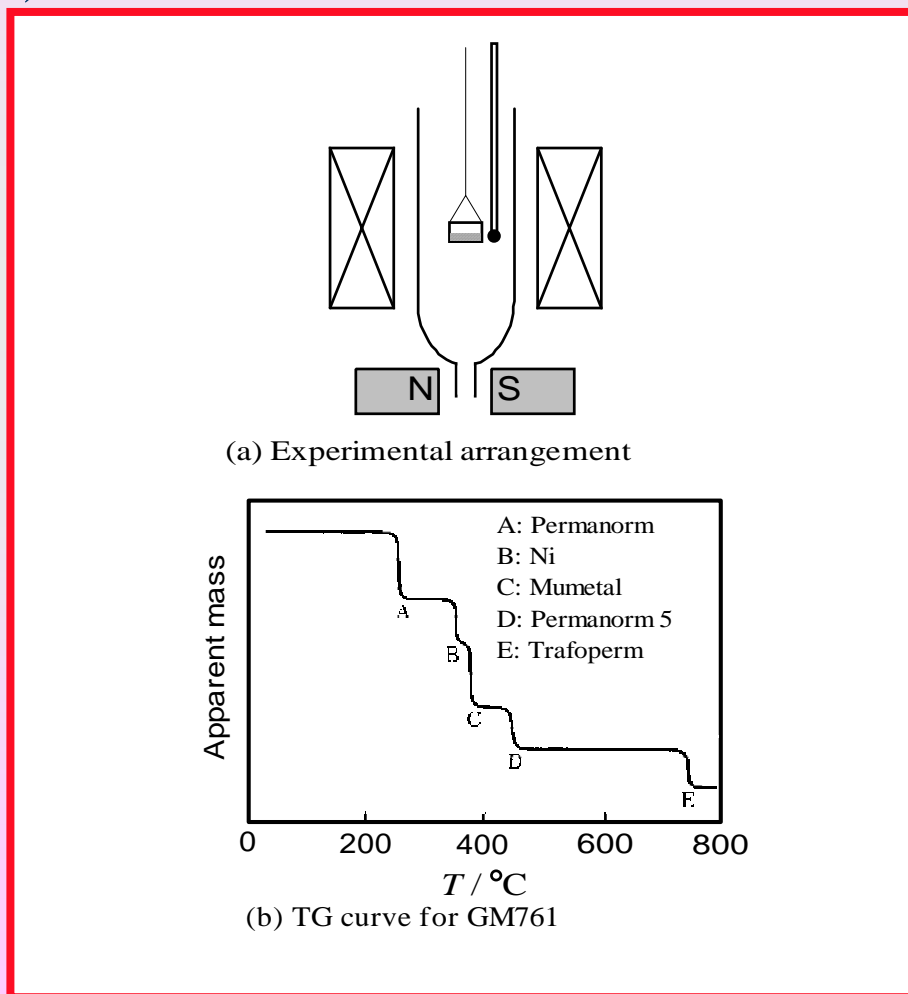 N S
(a) Experimental arrangement
A: Permanorm
B: Ni
C: Mumetal
D: Permanorm 5
E: Trafoperm
Apparent mass
A
B
C
D
E
0 200 400 600 800
T / °C
(b) TG curve for GM761